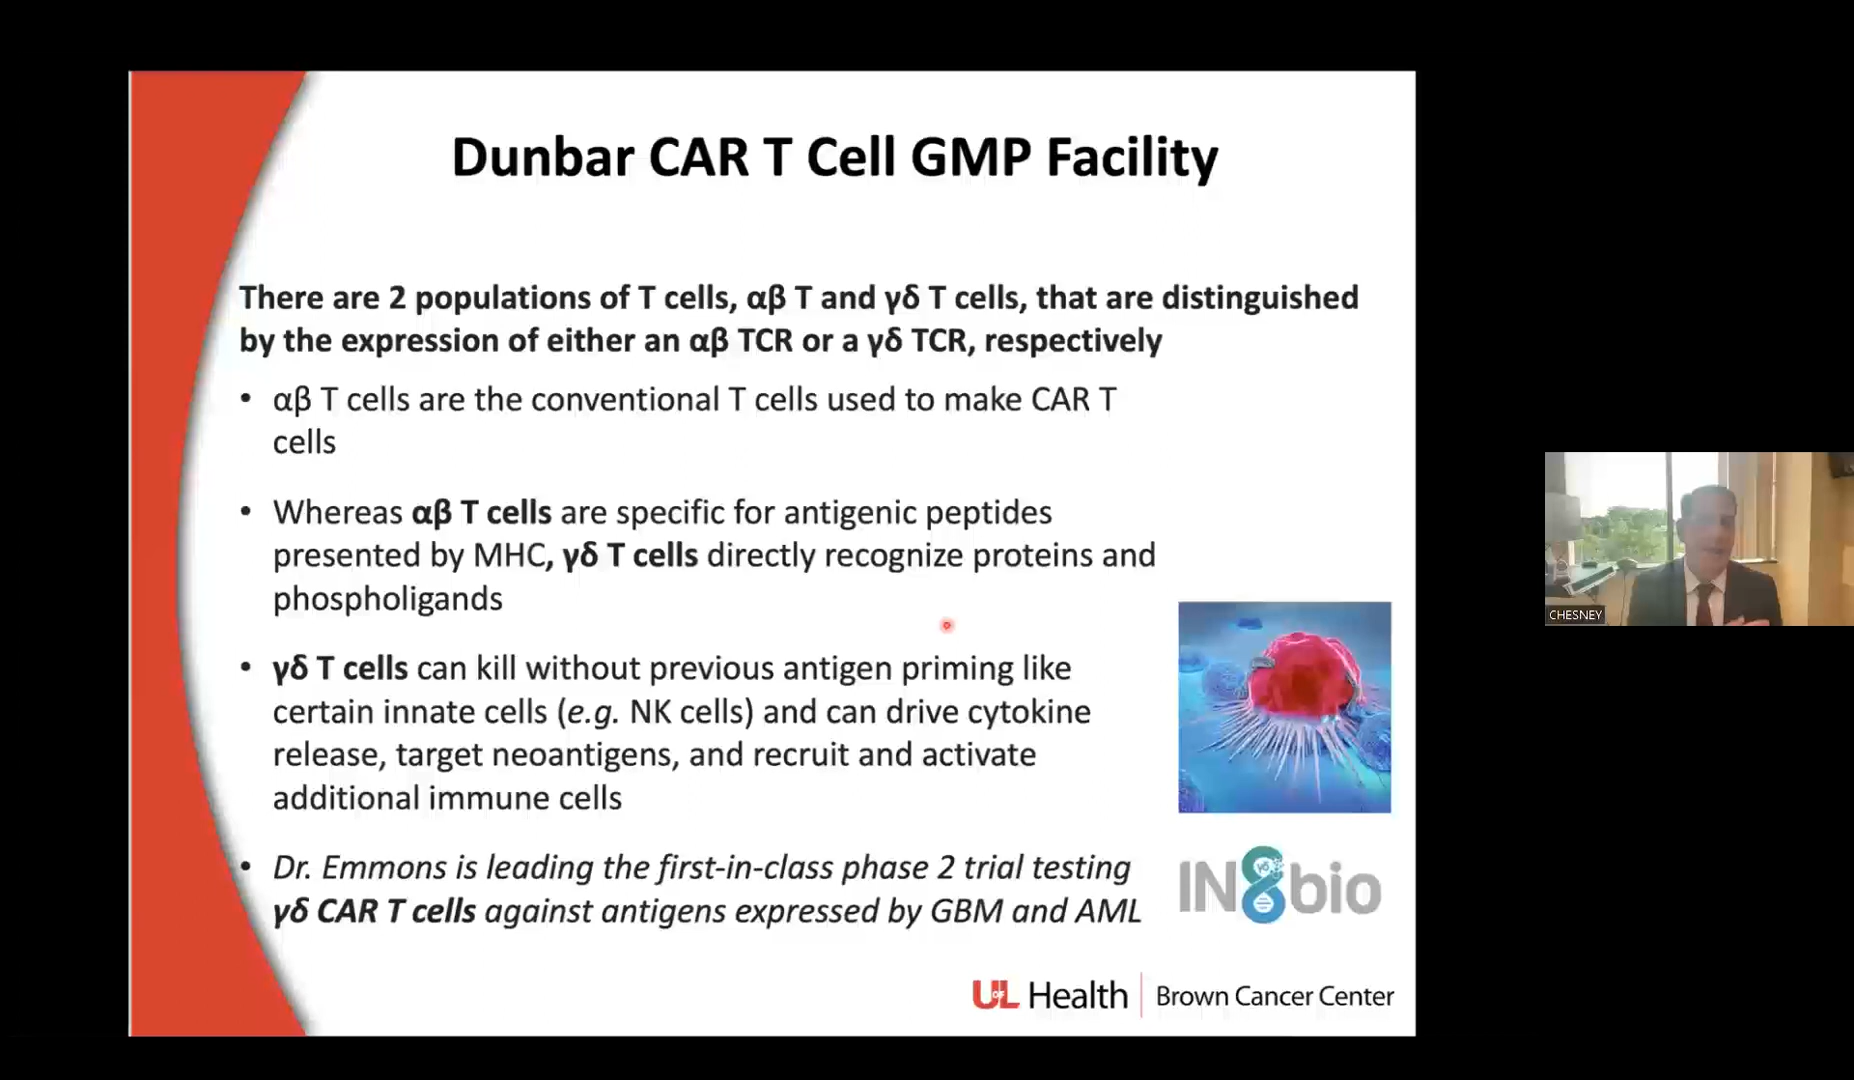 Dunbar CAR T Cell GMP Facility
There are 2 populations of T cells, αβ T and γδ T cells, that are distinguished
by the expression of either an αβ TCR or a γδ TCR, respectively
• αβ T cells are the conventional T cells used to make CAR T
cells
• Whereas αβ T cells are specific for antigenic peptides
presented by MHC, γδ T cells directly recognize proteins and
phospholigands
• γδ T cells can kill without previous antigen priming like
certain innate cells (e.g. NK cells) and can drive cytokine
release, target neoantigens, and recruit and activate
additional immune cells
• Dr. Emmons is leading the first-in-class phase 2 trial testing
γδ CAR T cells against antigens expressed by GBM and AML
IN8bio
UofL Health | Brown Cancer Center
CHESNEY